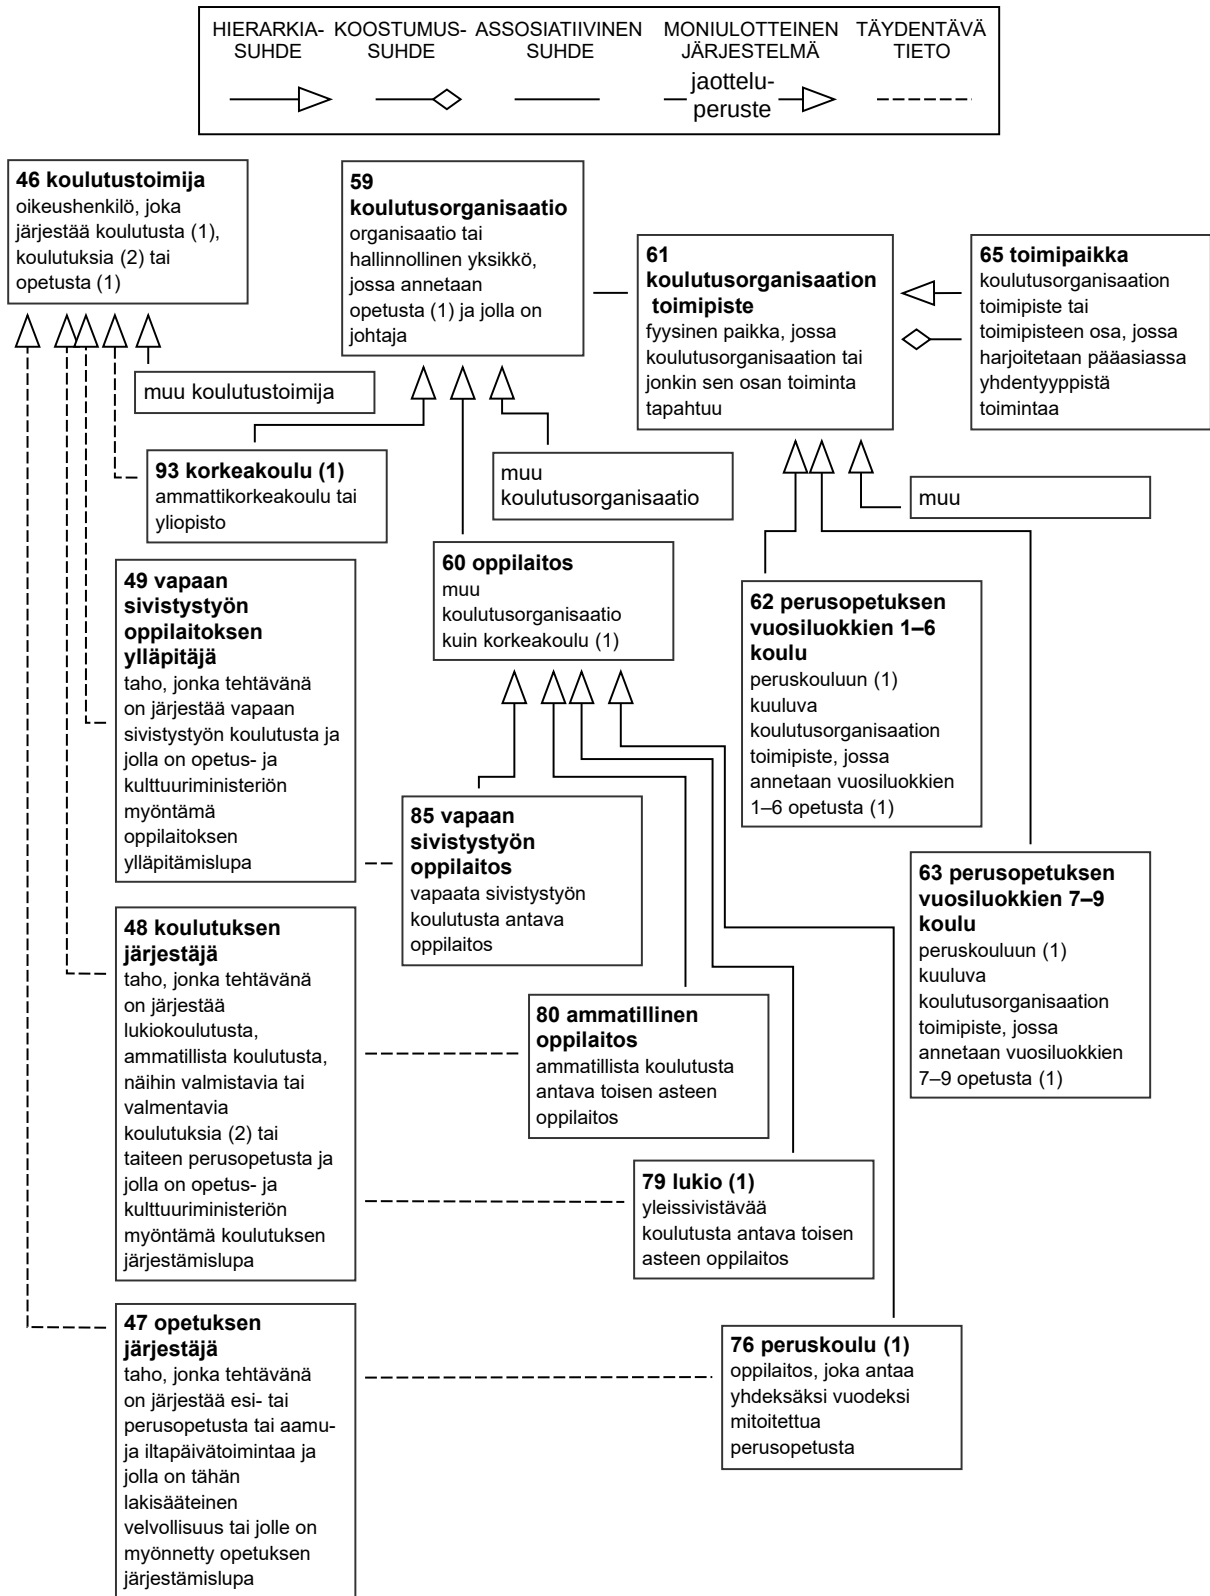 HIERARKIA-
SUHDE
KOOSTUMUS-
SUHDE
ASSOSIATIIVINEN
SUHDE
MONIULOTTEINEN
JÄRJESTELMÄ
jaottelu-
peruste
TÄYDENTÄVÄ
TIETO
46 koulutustoimija
oikeushenkilö, joka
järjestää koulutusta (1),
koulutuksia (2) tai
opetusta (1)
59
koulutusorganisaatio
organisaatio tai
hallinnollinen yksikkö,
jossa annetaan
opetusta (1) ja jolla on
johtaja
61
koulutusorganisaation
toimipiste
fyysinen paikka, jossa
koulutusorganisaation tai
jonkin sen osan toiminta
tapahtuu
65 toimipaikka
koulutusorganisaation
toimipiste tai
toimipisteen osa, jossa
harjoitetaan pääasiassa
yhdentyyppistä
toimintaa
muu koulutustoimija
93 korkeakoulu (1)
ammattikorkeakoulu tai
yliopisto
muu
koulutusorganisaatio
muu
49 vapaan
sivistystyön
oppilaitoksen
ylläpitäjä
taho, jonka tehtävänä
on järjestää vapaan
sivistystyön koulutusta ja
jolla on opetus- ja
kulttuuriministeriön
myöntämä
oppilaitoksen
ylläpitämislupa
60 oppilaitos
muu
koulutusorganisaatio
kuin korkeakoulu (1)
62 perusopetuksen
vuosiluokkien 1–6
koulu
peruskouluun (1)
kuuluva
koulutusorganisaation
toimipiste, jossa
annetaan vuosiluokkien
1–6 opetusta (1)
85 vapaan
sivistystyön
oppilaitos
vapaata sivistystyön
koulutusta antava
oppilaitos
63 perusopetuksen
vuosiluokkien 7–9
koulu
peruskouluun (1)
kuuluva
koulutusorganisaation
toimipiste, jossa
annetaan vuosiluokkien
7–9 opetusta (1)
48 koulutuksen
järjestäjä
taho, jonka tehtävänä
on järjestää
lukiokoulutusta,
ammatillista koulutusta,
näihin valmistavia tai
valmentavia
koulutuksia (2) tai
taiteen perusopetusta ja
jolla on opetus- ja
kulttuuriministeriön
myöntämä koulutuksen
järjestämislupa
80 ammatillinen
oppilaitos
ammatillista koulutusta
antava toisen asteen
oppilaitos
79 lukio (1)
yleissivistävää
koulutusta antava toisen
asteen oppilaitos
47 opetuksen
järjestäjä
taho, jonka tehtävänä
on järjestää esi- tai
perusopetusta tai aamu-
ja iltapäivätoimintaa ja
jolla on tähän
lakisääteinen
velvollisuus tai jolle on
myönnetty opetuksen
järjestämislupa
76 peruskoulu (1)
oppilaitos, joka antaa
yhdeksäksi vuodeksi
mitoitettua
perusopetusta